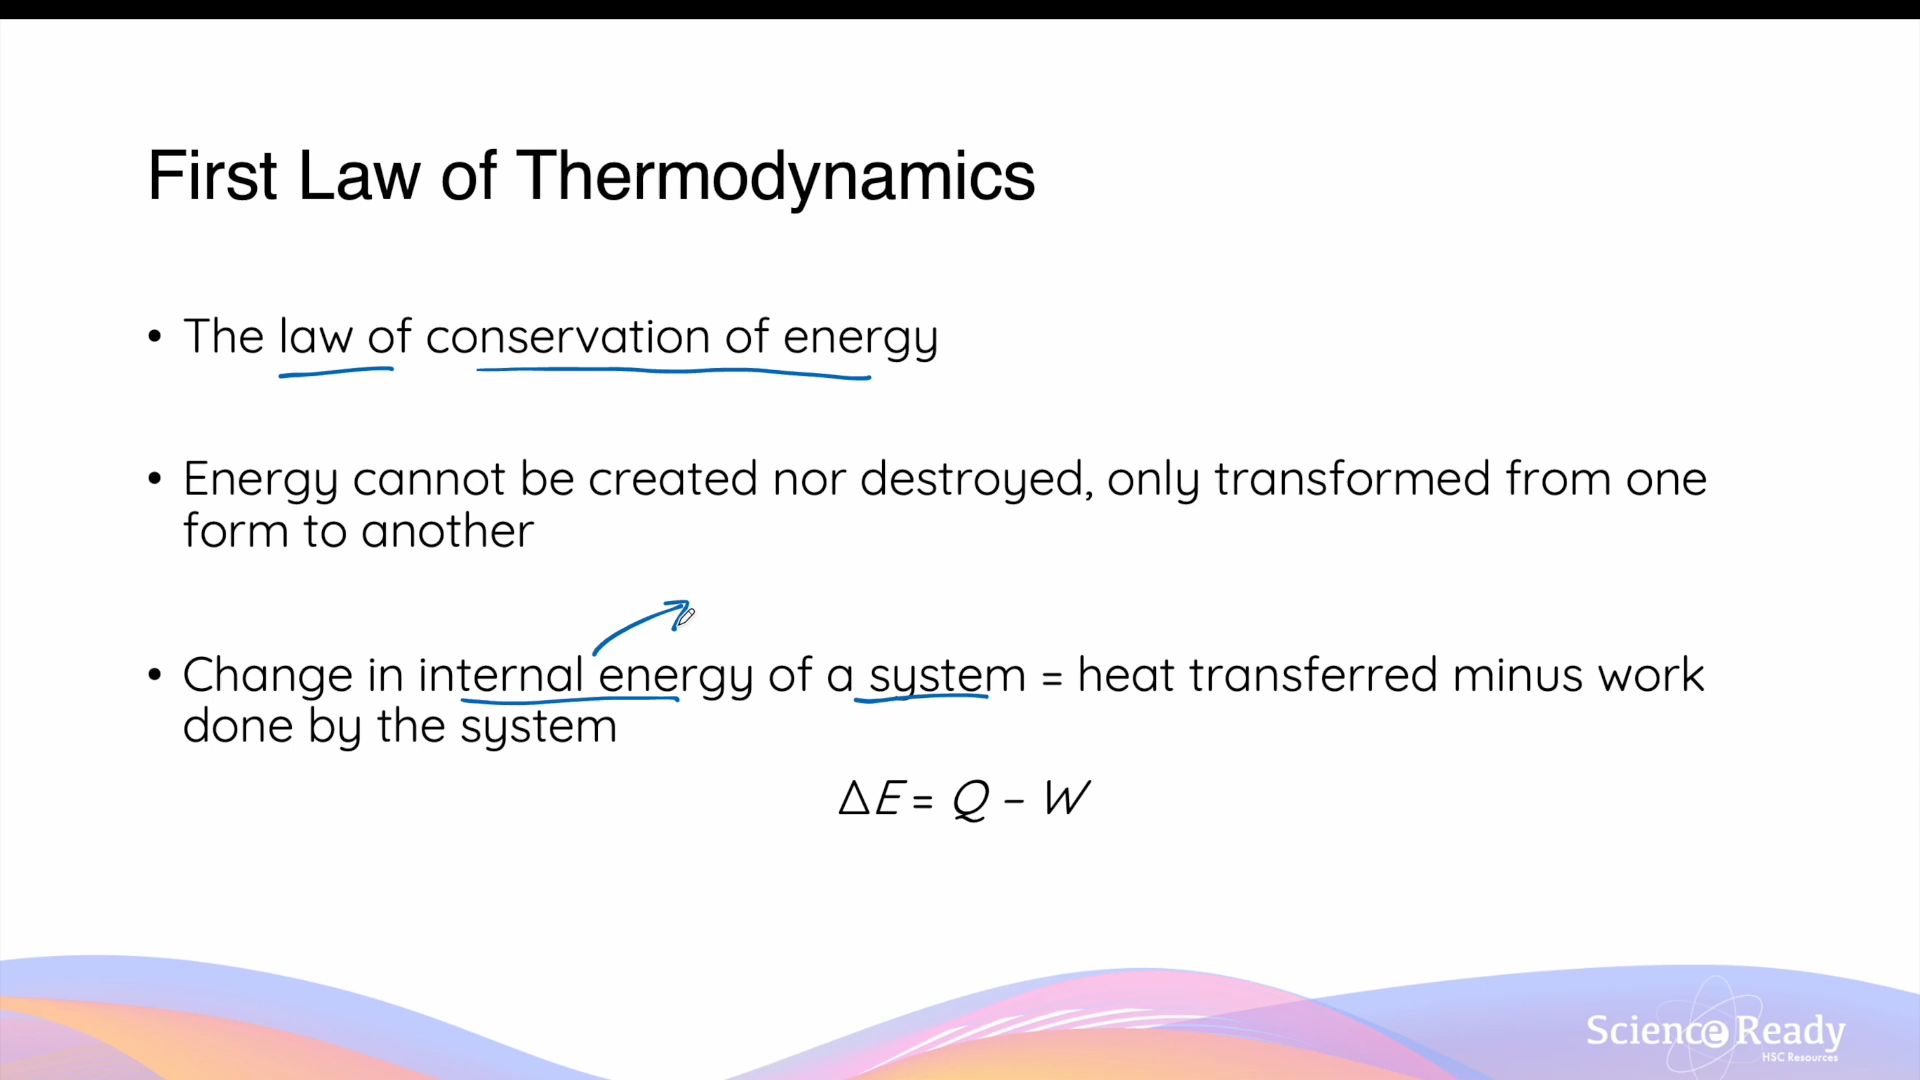 First Law of Thermodynamics
• The law of conservation of energy
• Energy cannot be created nor destroyed, only transformed from one
form to another
• Change in internal energy of a system = heat transferred minus work
done by the system
ΔE = Q – W
Science Ready
HSC Resources